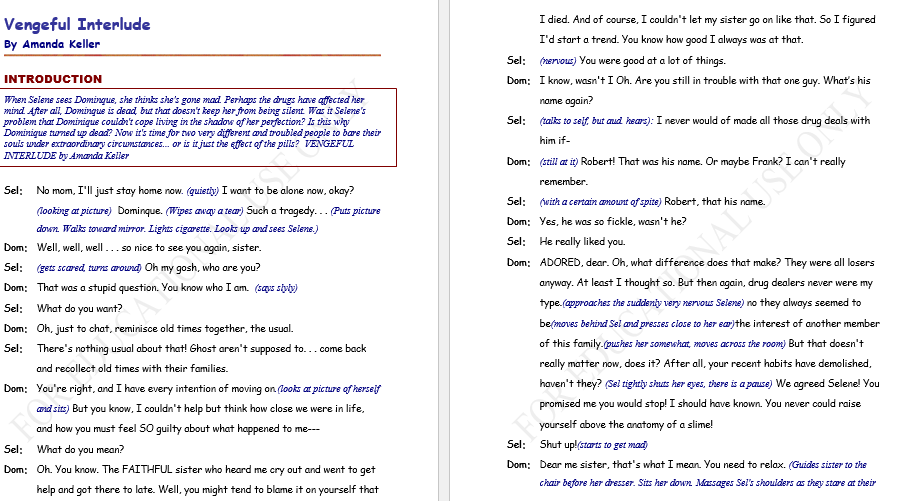 Vengeful Interlude
By Amanda Keller
INTRODUCTION
When Selene sees Dominque, she thinks she's gone mad. Perhaps the drugs have affected her
mind. After all, Dominque is dead, but that doesn't keep her from being silent. Was it Selene's
problem that Dominique couldn't cope living in the shadow of her perfection? Is this why
Dominique turned up dead? Now it's time for two very different and troubled people to bare their
souls under extraordinary circumstances... or is it just the effect of the pills? VENGEFUL
INTERLUDE by Amanda Keller
Sel: No mom, I'll just stay home now. (quietly) I want to be alone now, okay?
(looking at picture) Dominque. (Wipes away a tear) Such a tragedy. . . (Puts picture
down. Walks toward mirror. Lights cigarette. Looks up and sees Selene.)
Dom: Well, well, well . . . so nice to see you again, sister.
Sel: (gets scared, turns around) Oh my gosh, who are you?
Dom: That was a stupid question. You know who I am. (says slyly)
Sel: What do you want?
Dom: Oh, just to chat, reminisce old times together, the usual.
Sel: There's nothing usual about that! Ghost aren't supposed to. . . come back
and recollect old times with their families.
Dom: You're right, and I have every intention of moving on.(looks at picture of herself
and sits) But you know, I couldn't help but think how close we were in life,
and how you must feel SO guilty about what happened to me---
Sel: What do you mean?
Dom: Oh. You know. The FAITHFUL sister who heard me cry out and went to get
help and got there to late. Well, you might tend to blame it on yourself that
I died. And of course, I couldn't let my sister go on like that. So I figured
I'd start a trend. You know how good I always was at that.
Sel: (nervous) You were good at a lot of things.
Dom: I know, wasn't I Oh. Are you still in trouble with that one guy. What's his
name again?
Sel: (talks to self, but aud. hears): I never would of made all those drug deals with
him if-
Dom: (still at it) Robert! That was his name. Or maybe Frank? I can't really
remember.
Sel: (with a certain amount of spite) Robert, that his name.
Dom: Yes, he was so fickle, wasn't he?
Sel: He really liked you.
Dom: ADORED, dear. Oh, what difference does that make? They were all losers
anyway. At least I thought so. But then again, drug dealers never were my
type.(approaches the suddenly very nervous Selene) no they always seemed to
be(moves behind Sel and presses close to her ear)the interest of another member
of this family.(pushes her somewhat, moves across the room) But that doesn't
really matter now, does it? After all, your recent habits have demolished,
haven't they? (Sel tightly shuts her eyes, there is a pause) We agreed Selene! You
promised me you would stop! I should have known. You never could raise
yourself above the anatomy of a slime!
Sel: Shut up!(starts to get mad)
Dom: Dear me sister, that's what I mean. You need to relax. (Guides sister to the
chair before her dresser. Sits her down. Massages Sel's shoulders as they stare at their
FOR EDUCATIONAL USE ONLY
FOR EDUCATIONAL USE ONLY